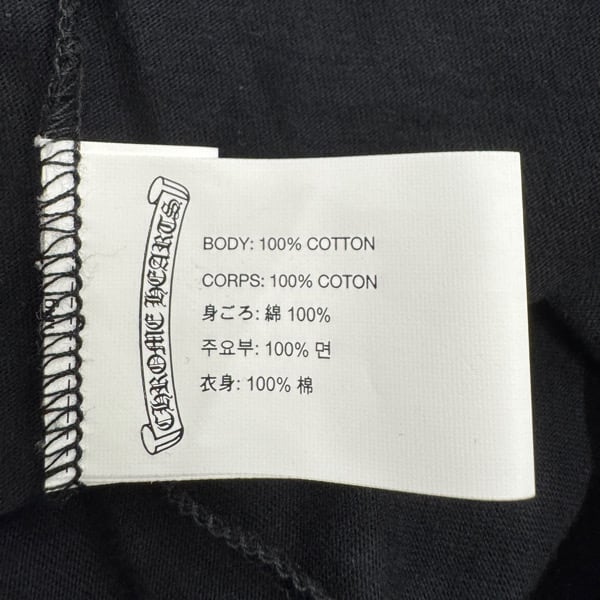 CHROME HEARTS
BODY: 100% COTTON
CORPS: 100% COTON
身ごろ: 綿 100%
주요부: 100% 면
衣身: 100% 棉